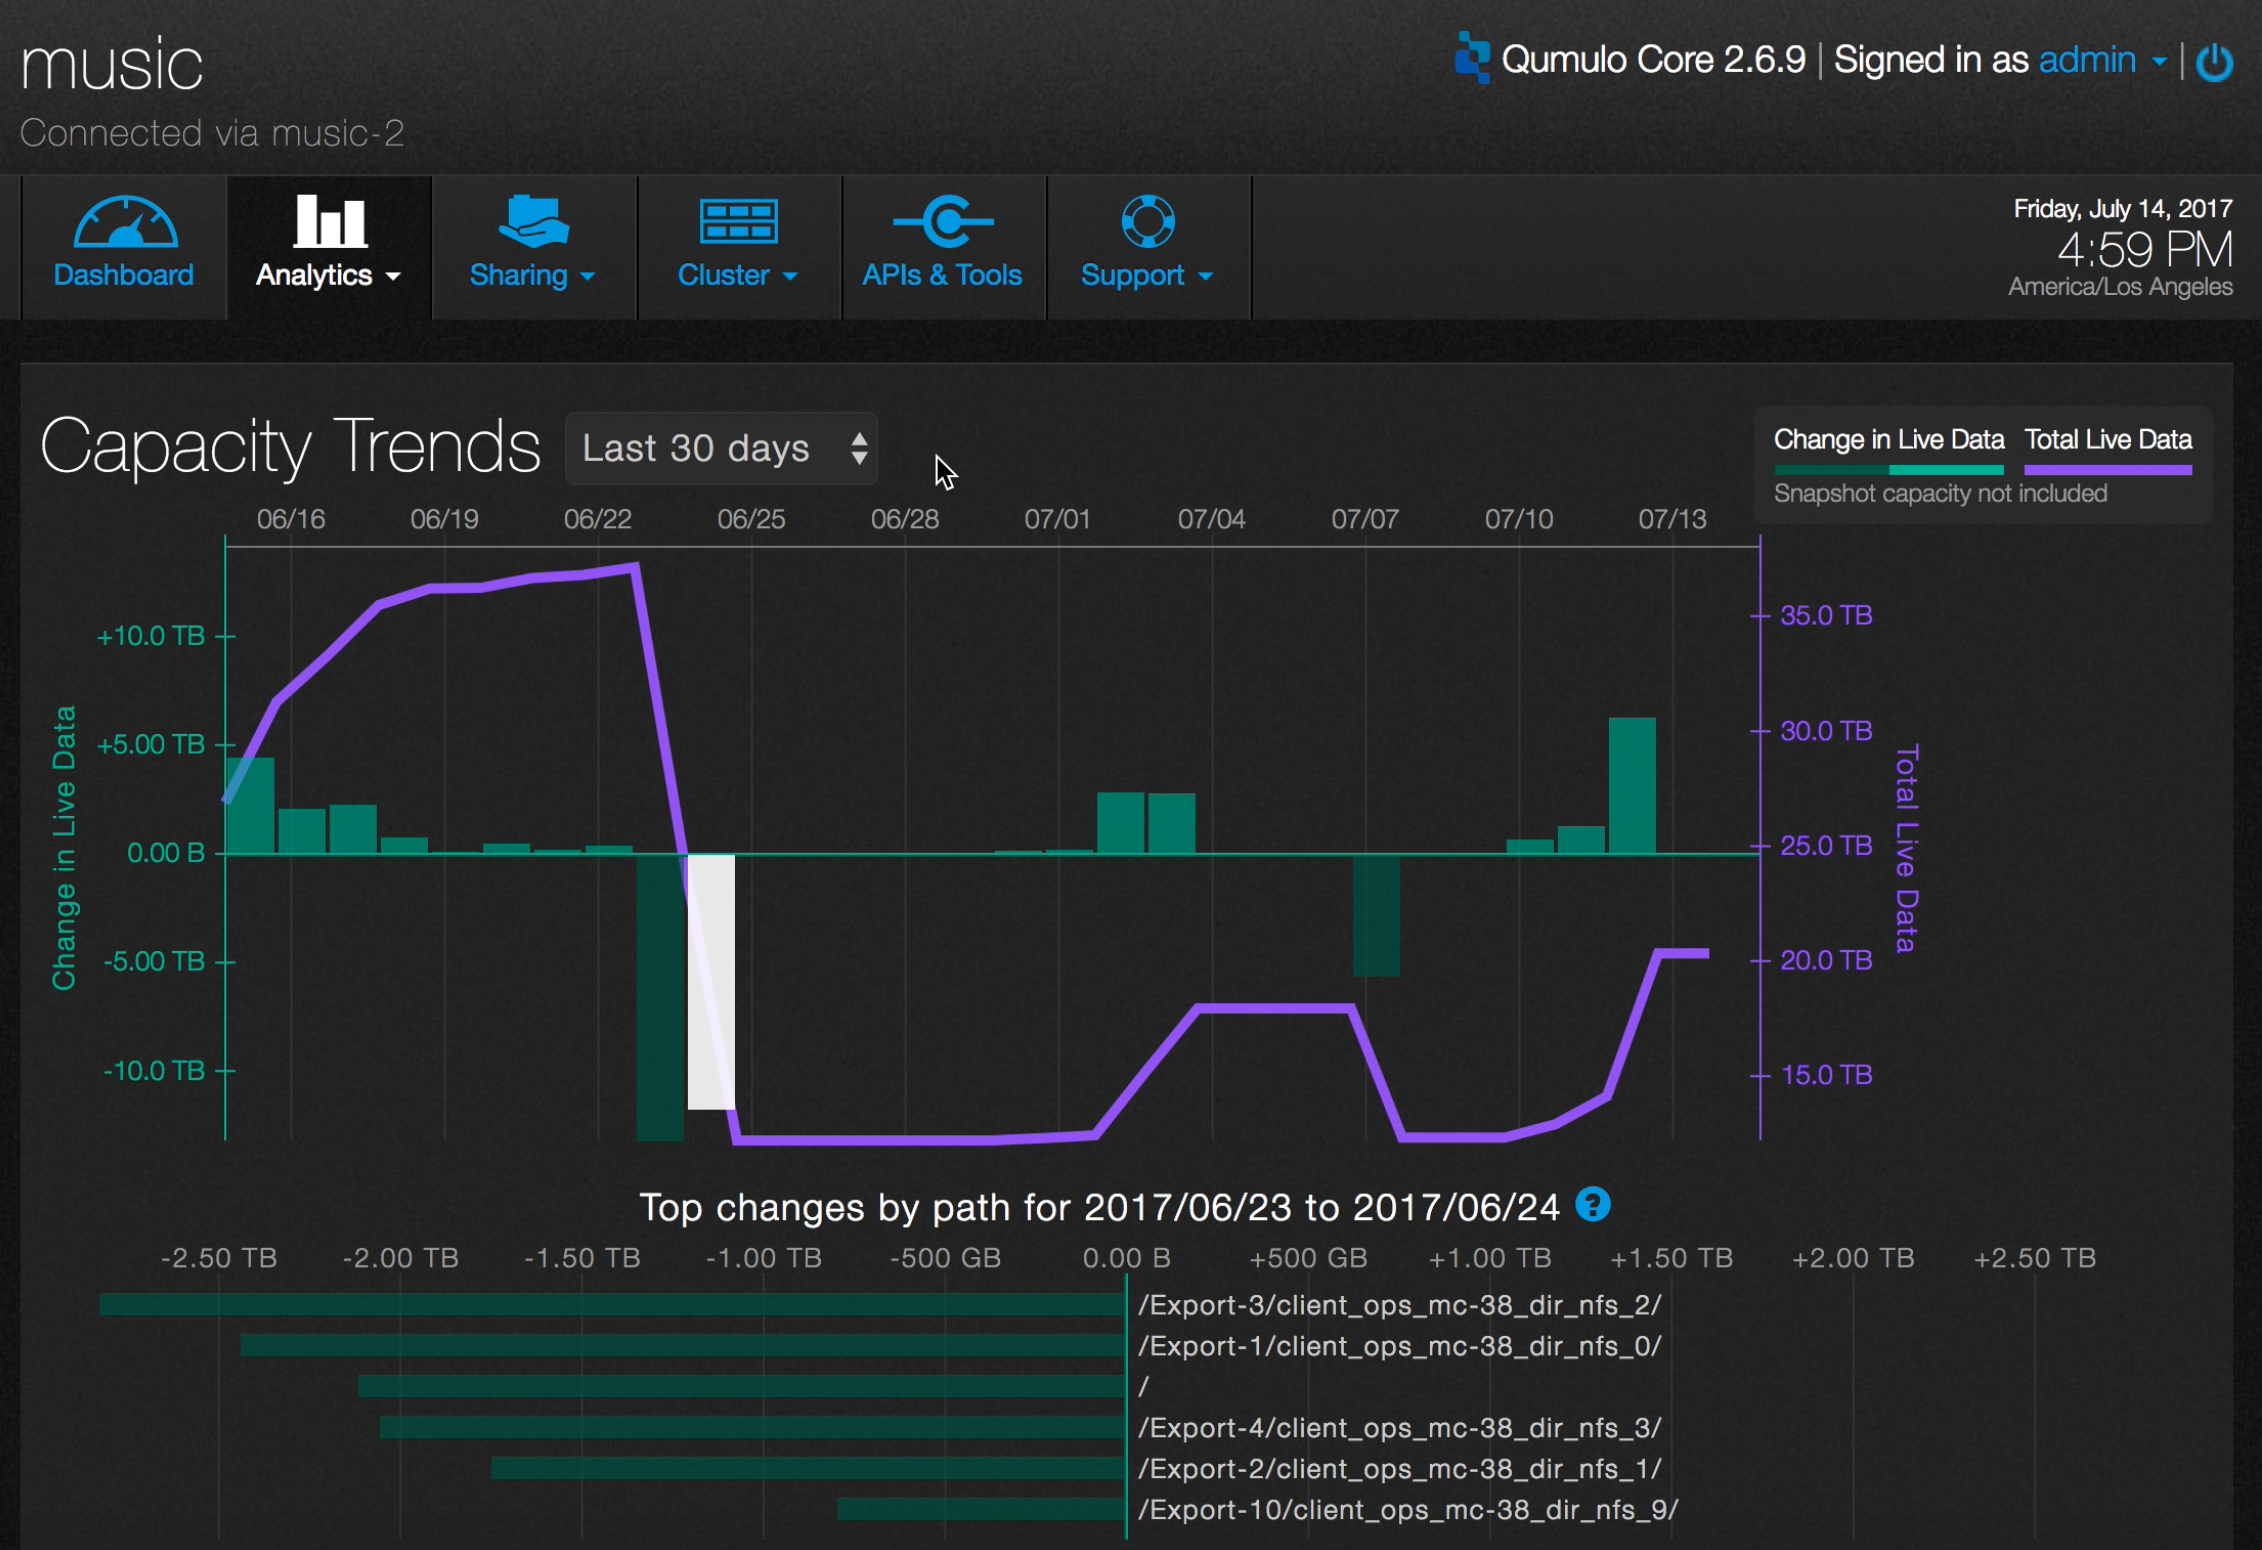 music
Connected via music-2
Qumulo Core 2.6.9 | Signed in as admin
Dashboard
Analytics
Sharing
Cluster
APIs & Tools
Support
Friday, July 14, 2017
4:59 PM
America/Los Angeles
Capacity Trends
Last 30 days
Change in Live Data
Total Live Data
Snapshot capacity not included
06/16 06/19 06/22 06/25 06/28 07/01 07/04 07/07 07/10 07/13
Change in Live Data
+10.0 TB
+5.00 TB
0.00 B
-5.00 TB
-10.0 TB
35.0 TB
30.0 TB
25.0 TB
20.0 TB
15.0 TB
Total Live Data
Top changes by path for 2017/06/23 to 2017/06/24 ?
-2.50 TB -2.00 TB -1.50 TB -1.00 TB -500 GB 0.00 B +500 GB +1.00 TB +1.50 TB +2.00 TB +2.50 TB
/Export-3/client_ops_mc-38_dir_nfs_2/
/Export-1/client_ops_mc-38_dir_nfs_0/
/
/Export-4/client_ops_mc-38_dir_nfs_3/
/Export-2/client_ops_mc-38_dir_nfs_1/
/Export-10/client_ops_mc-38_dir_nfs_9/